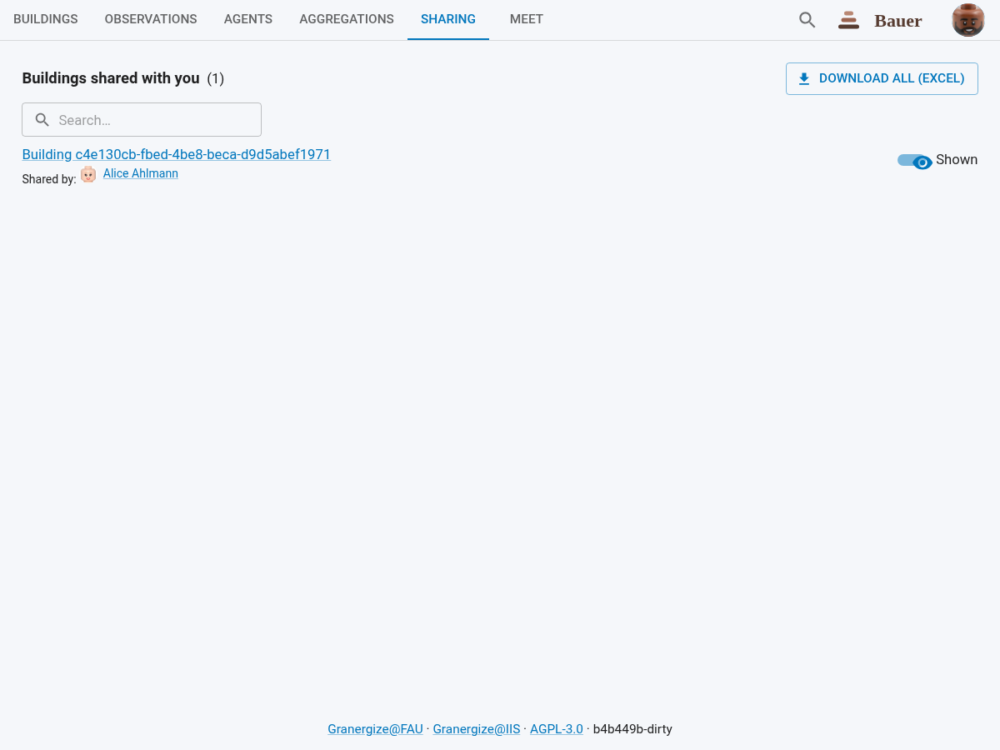 BUILDINGS OBSERVATIONS AGENTS AGGREGATIONS SHARING MEET Bauer
Buildings shared with you (1)
DOWNLOAD ALL (EXCEL)
Search…
Building c4e130cb-fbed-4be8-beca-d9d5abef1971
Shown
Shared by: Alice Ahlmann
Granergize@FAU · Granergize@IIS · AGPL-3.0 · b4b449b-dirty